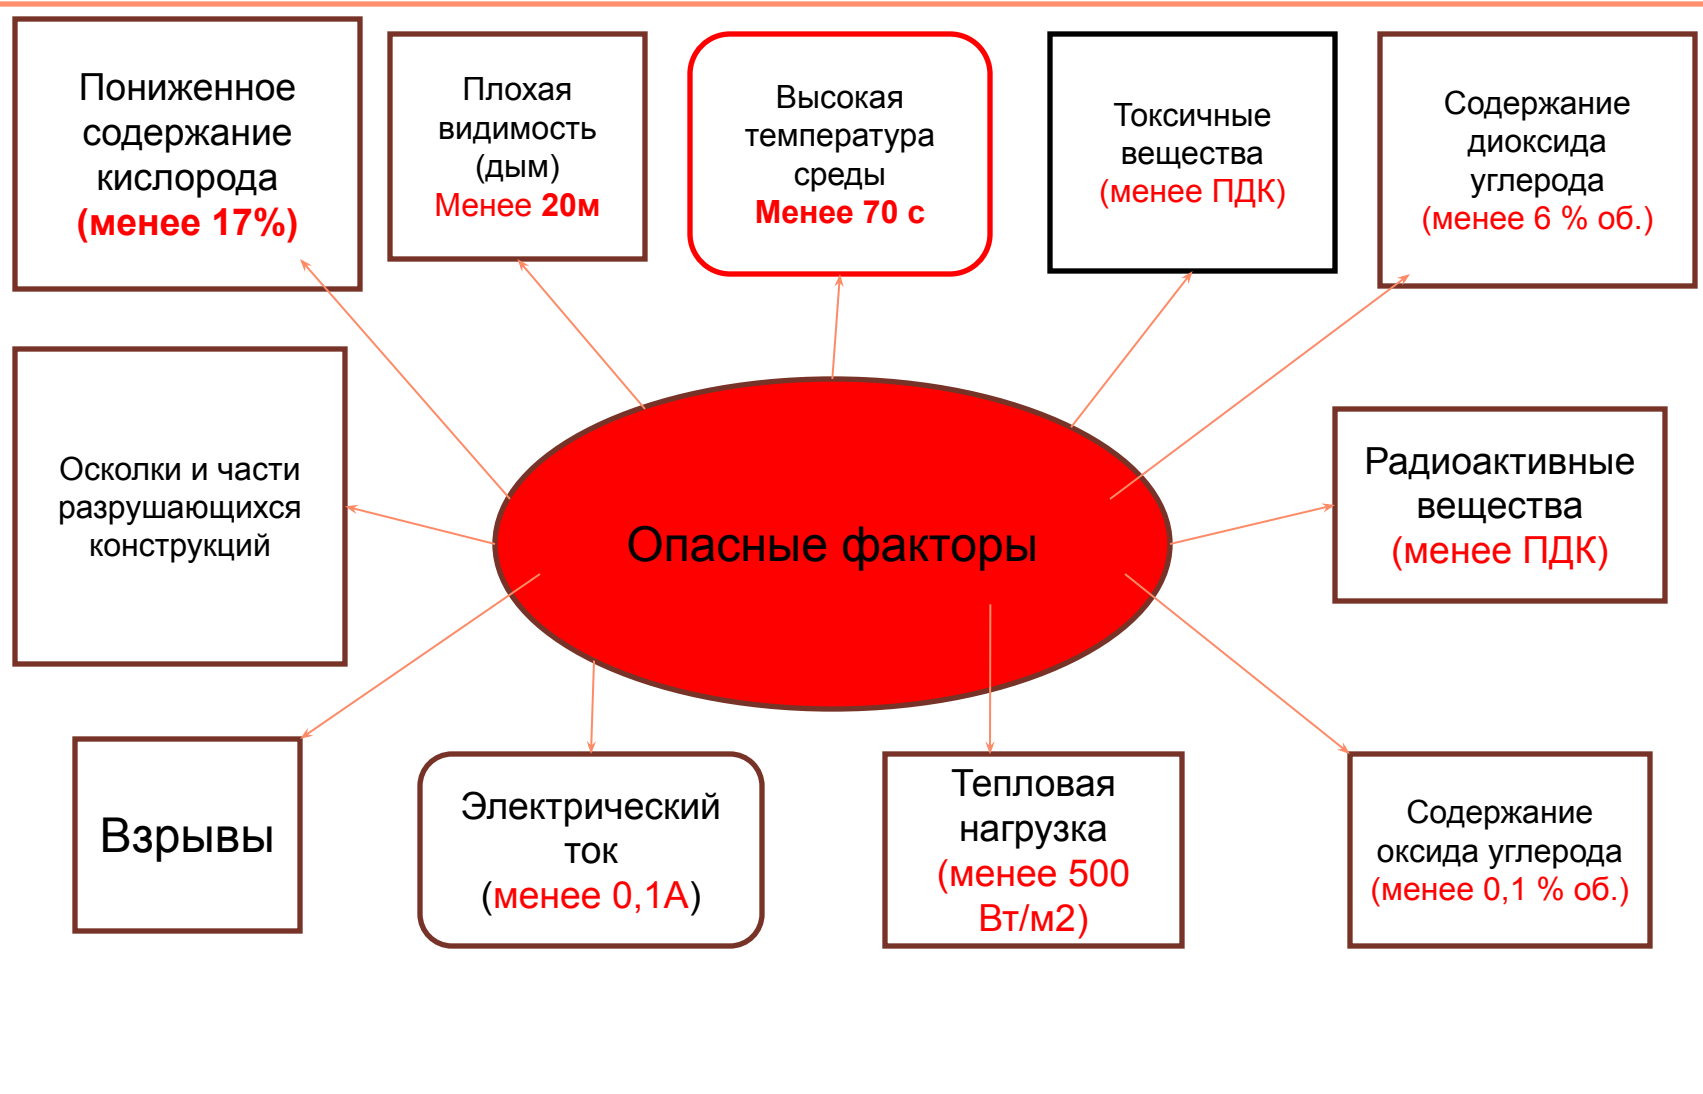 Пониженное
содержание
кислорода
(менее 17%)
Плохая
видимость
(дым)
Менее 20м
Высокая
температура
среды
Менее 70 с
Токсичные
вещества
(менее ПДК)
Содержание
диоксида
углерода
(менее 6 % об.)
Осколки и части
разрушающихся
конструкций
Опасные факторы
Радиоактивные
вещества
(менее ПДК)
Взрывы
Электрический
ток
(менее 0,1А)
Тепловая
нагрузка
(менее 500
Вт/м2)
Содержание
оксида углерода
(менее 0,1 % об.)